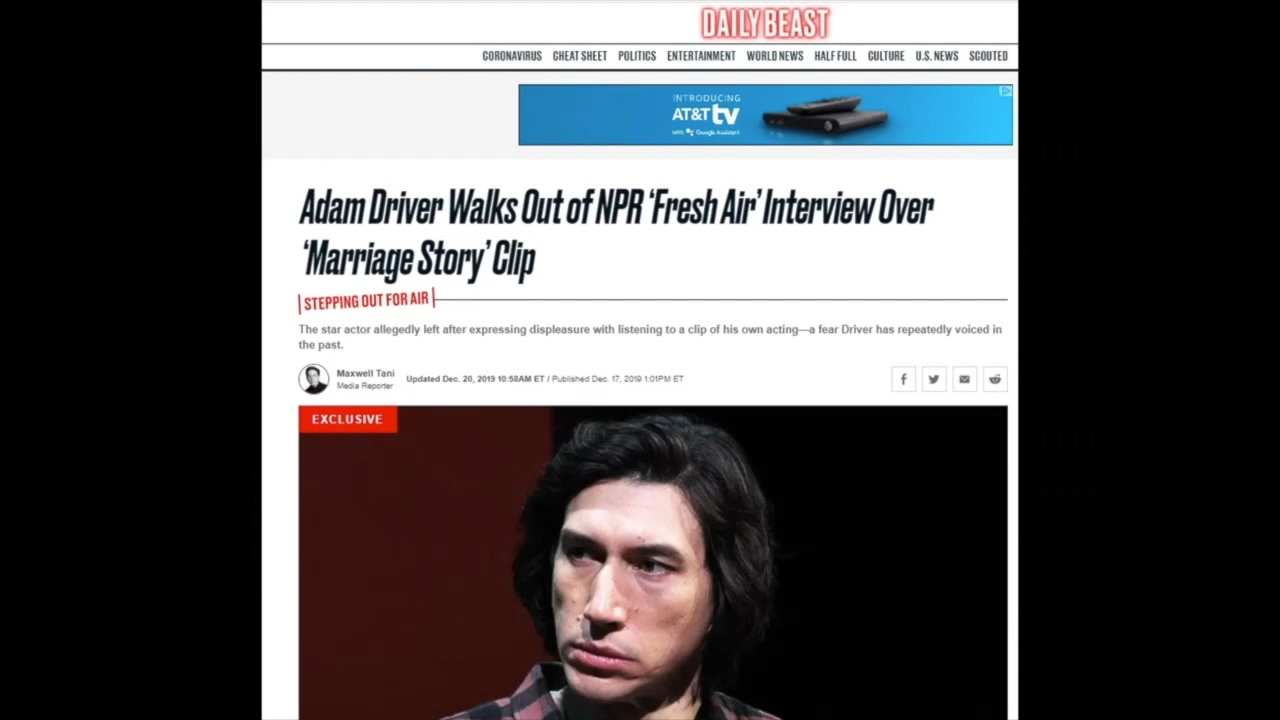 DAILY BEAST
CORONAVIRUS CHEAT SHEET POLITICS ENTERTAINMENT WORLD NEWS HALF FULL CULTURE U.S. NEWS SCOUTED
INTRODUCING
AT&T tv
with Google Assistant
Adam Driver Walks Out of NPR ‘Fresh Air’ Interview Over
‘Marriage Story’ Clip
STEPPING OUT FOR AIR
The star actor allegedly left after expressing displeasure with listening to a clip of his own acting—a fear Driver has repeatedly voiced in
the past.
Maxwell Tani
Media Reporter
Updated Dec. 20, 2019 10:58AM ET / Published Dec. 17, 2019 1:01PM ET
EXCLUSIVE